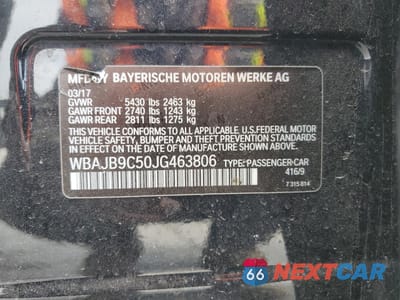 MFD BY BAYERISCHE MOTOREN WERKE AG
03/17
GVWR 5430 lbs 2463 kg
GAWR FRONT 2740 lbs 1243 kg
GAWR REAR 2811 lbs 1275 kg
THIS VEHICLE CONFORMS TO ALL APPLICABLE U.S. FEDERAL MOTOR
VEHICLE SAFETY, BUMPER, AND THEFT PREVENTION STANDARDS IN
EFFECT ON THE DATE OF MANUFACTURE SHOWN ABOVE.
WBAJB9C50JG463806 TYPE: PASSENGER-CAR
416/9
7 315 814
66 NEXTCAR